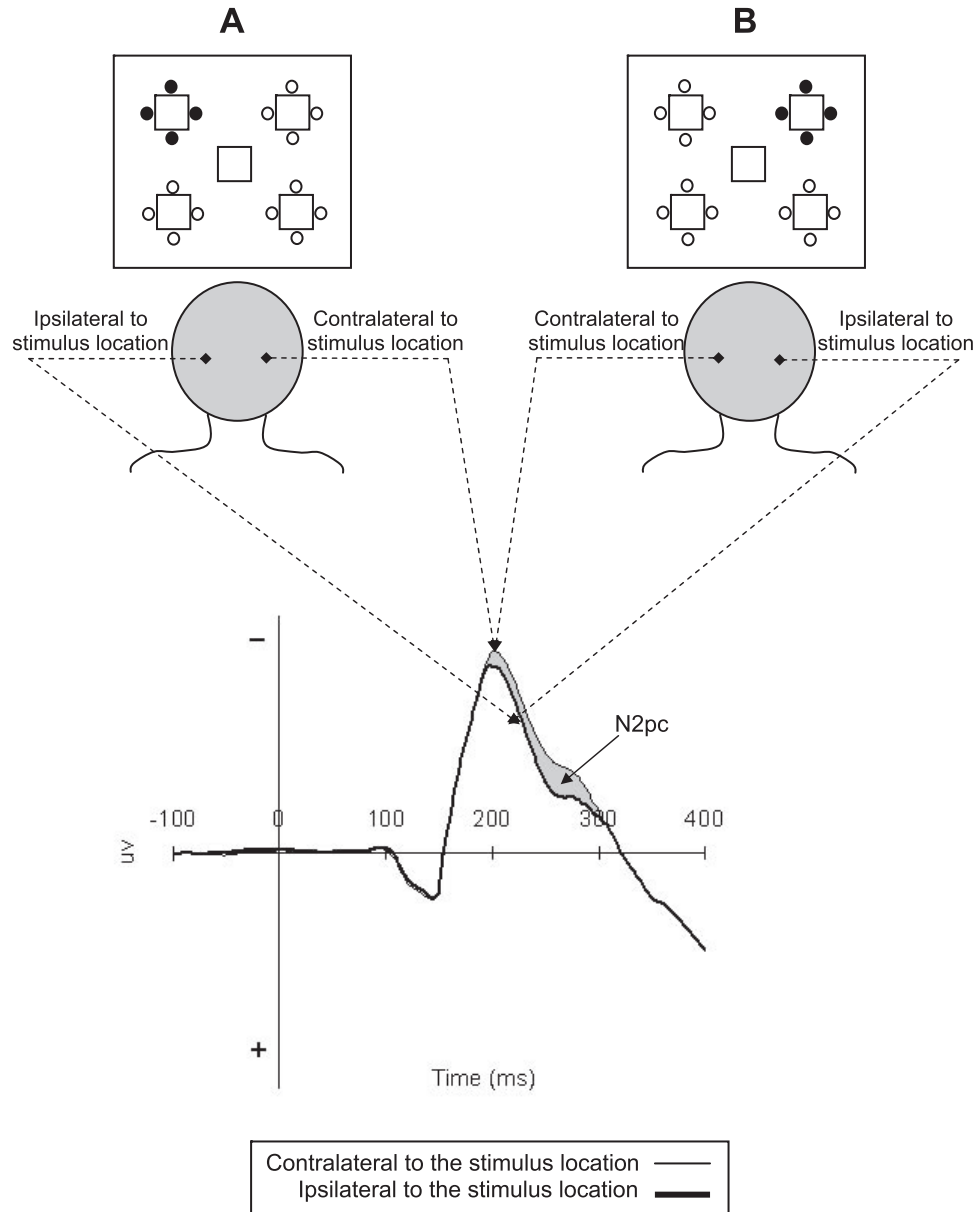 A
B
Ipsilateral to
stimulus location
Contralateral to
stimulus location
Contralateral to
stimulus location
Ipsilateral to
stimulus location
−
N2pc
-100 0 100 200 300 400
uv
+
Time (ms)
Contralateral to the stimulus location
Ipsilateral to the stimulus location